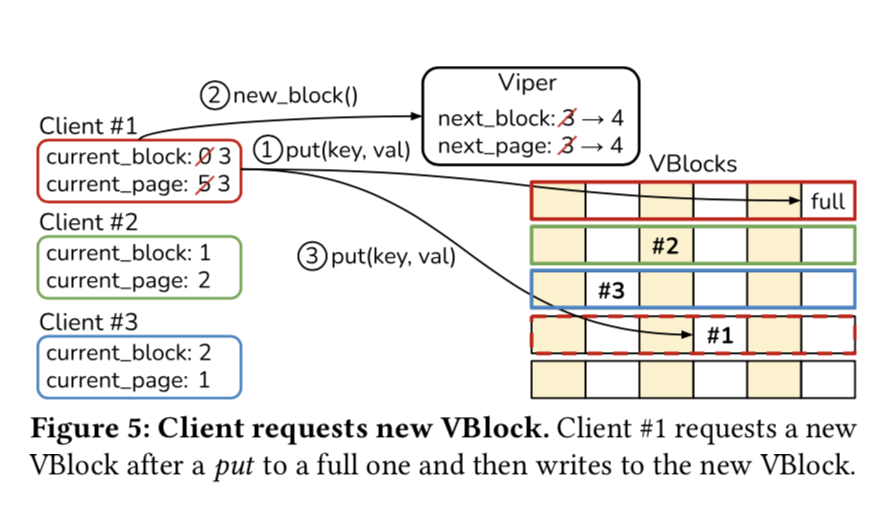 ② new_block()
Viper
next_block: 3 → 4
next_page: 3 → 4
Client #1
current_block: 0 3
current_page: 5 3
① put(key, val)
VBlocks
full
Client #2
current_block: 1
current_page: 2
#2
③ put(key, val)
#3
Client #3
current_block: 2
current_page: 1
#1
Figure 5: Client requests new VBlock. Client #1 requests a new
VBlock after a put to a full one and then writes to the new VBlock.